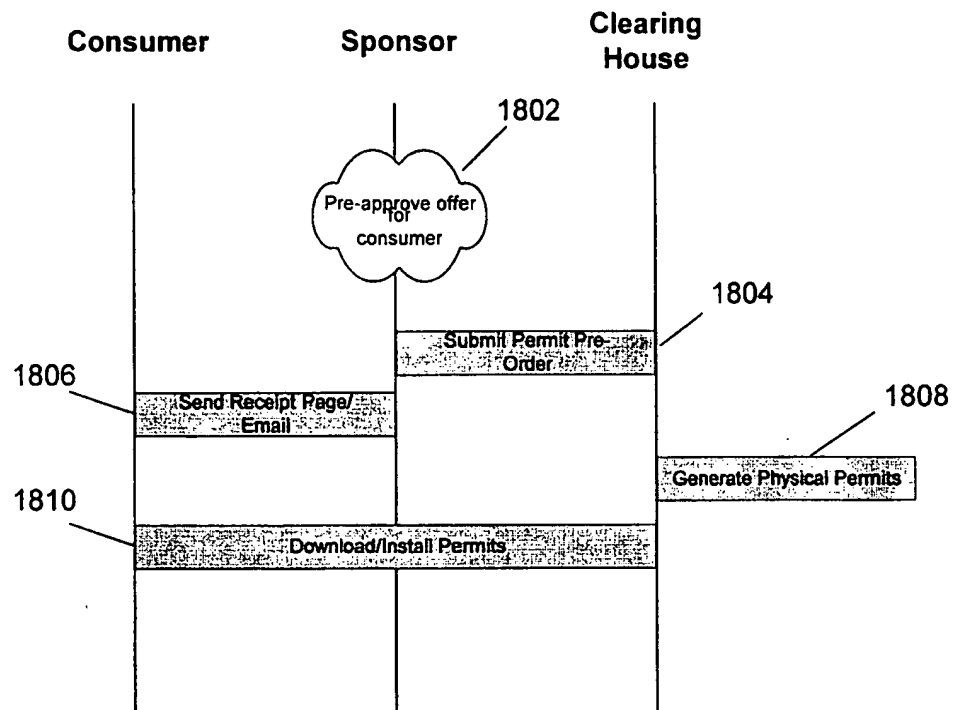 Consumer
Sponsor
Clearing
House
1802
Pre-approve offer
for
consumer
1804
Submit Permit Pre-
Order
1806
Send Receipt Page/
Email
1808
Generate Physical Permits
1810
Download/Install Permits